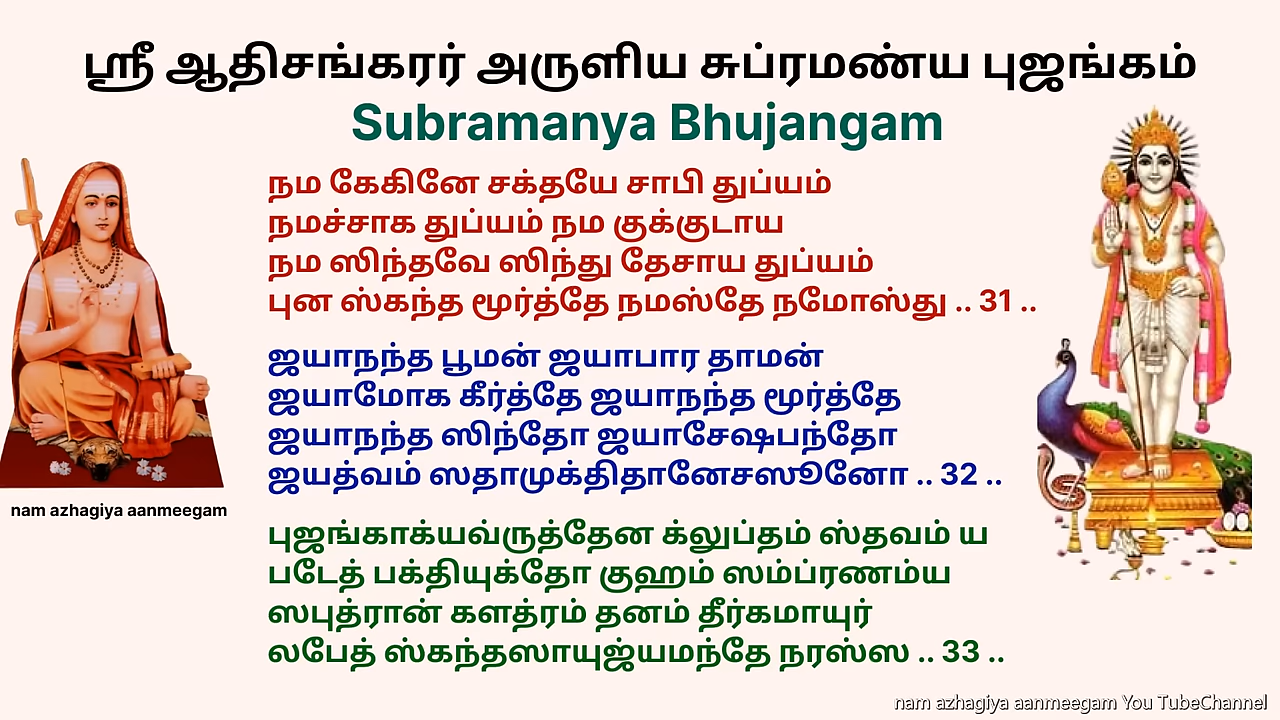 ஸ்ரீ ஆதிசங்கரர் அருளிய சுப்ரமண்ய புஜங்கம்
Subramanya Bhujangam
நம கேகினே சக்தயே சாபி துப்யம்
நமச்சாக துப்யம் நம குக்குடாய
நம ஸிந்தவே ஸிந்து தேசாய துப்யம்
புன ஸ்கந்த மூர்த்தே நமஸ்தே நமோஸ்து .. 31 ..
ஜயாநந்த பூமன் ஜயாபார தாமன்
ஜயாமோக கீர்த்தே ஜயாநந்த மூர்த்தே
ஜயாநந்த ஸிந்தோ ஜயாசேஷபந்தோ
ஜயத்வம் ஸதாமுக்திதானேசஸூனோ .. 32 ..
புஜங்காக்யவ்ருத்தேன க்லுப்தம் ஸ்தவம் ய
படேத் பக்தியுக்தோ குஹம் ஸம்ப்ரணம்ய
ஸபுத்ரான் களத்ரம் தனம் தீர்கமாயுர்
லபேத் ஸ்கந்தஸாயுஜ்யமந்தே நரஸ்ஸ .. 33 ..
nam azhagiya aanmeegam
nam azhagiya aanmeegam You TubeChannel